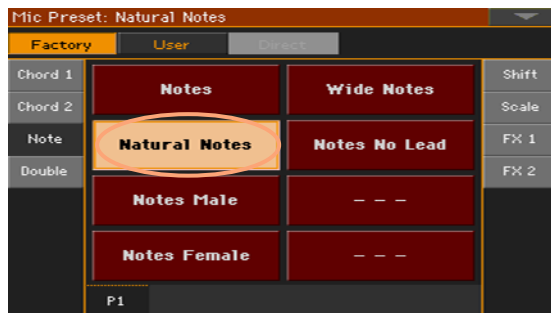 Mic Preset: Natural Notes
Factory User Direct
Chord 1
Chord 2
Note
Double
Notes Wide Notes
Natural Notes Notes No Lead
Notes Male - - -
Notes Female - - -
P1
Shift
Scale
FX 1
FX 2